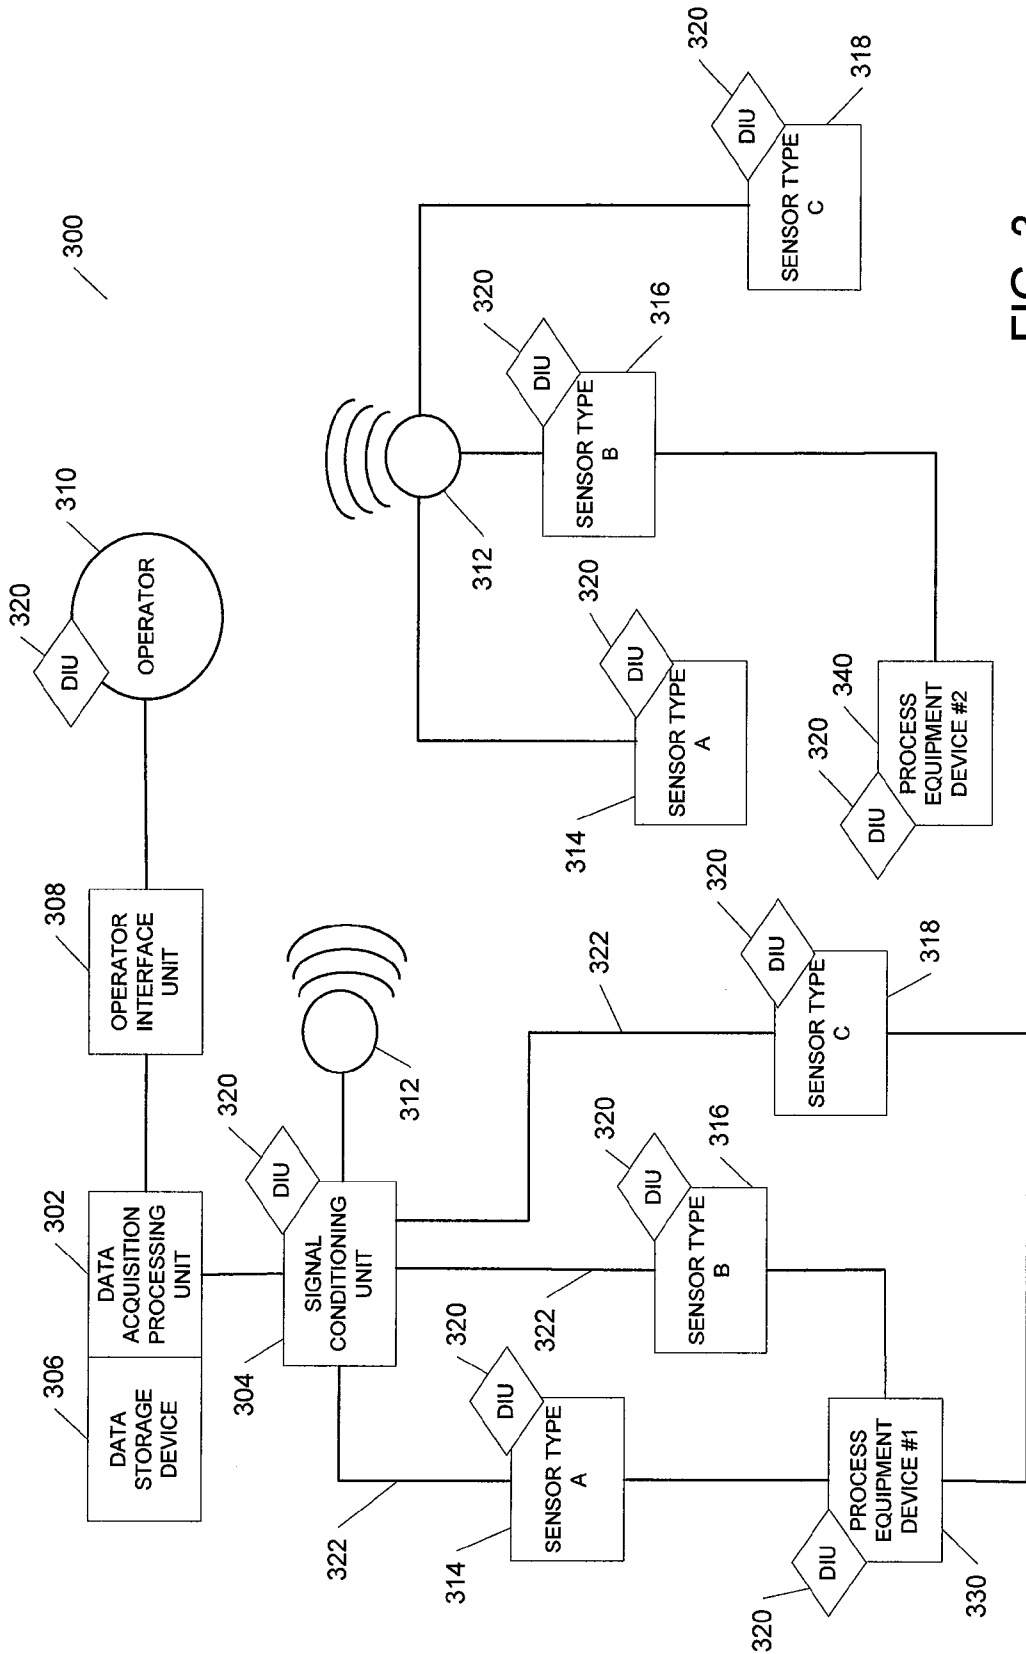 300
306
302
308
320
310
DATA
STORAGE
DEVICE
DATA
ACQUISITION
PROCESSING
UNIT
OPERATOR
INTERFACE
UNIT
DIU
OPERATOR
304
320
DIU
SIGNAL
CONDITIONING
UNIT
312
312
322
322
322
314
320
DIU
SENSOR TYPE
A
320
316
DIU
SENSOR TYPE
B
320
318
DIU
SENSOR TYPE
C
314
320
DIU
SENSOR TYPE
A
320
316
DIU
SENSOR TYPE
B
320
318
DIU
SENSOR TYPE
C
320
DIU
PROCESS
EQUIPMENT
DEVICE #1
330
320
340
DIU
PROCESS
EQUIPMENT
DEVICE #2
FIG.